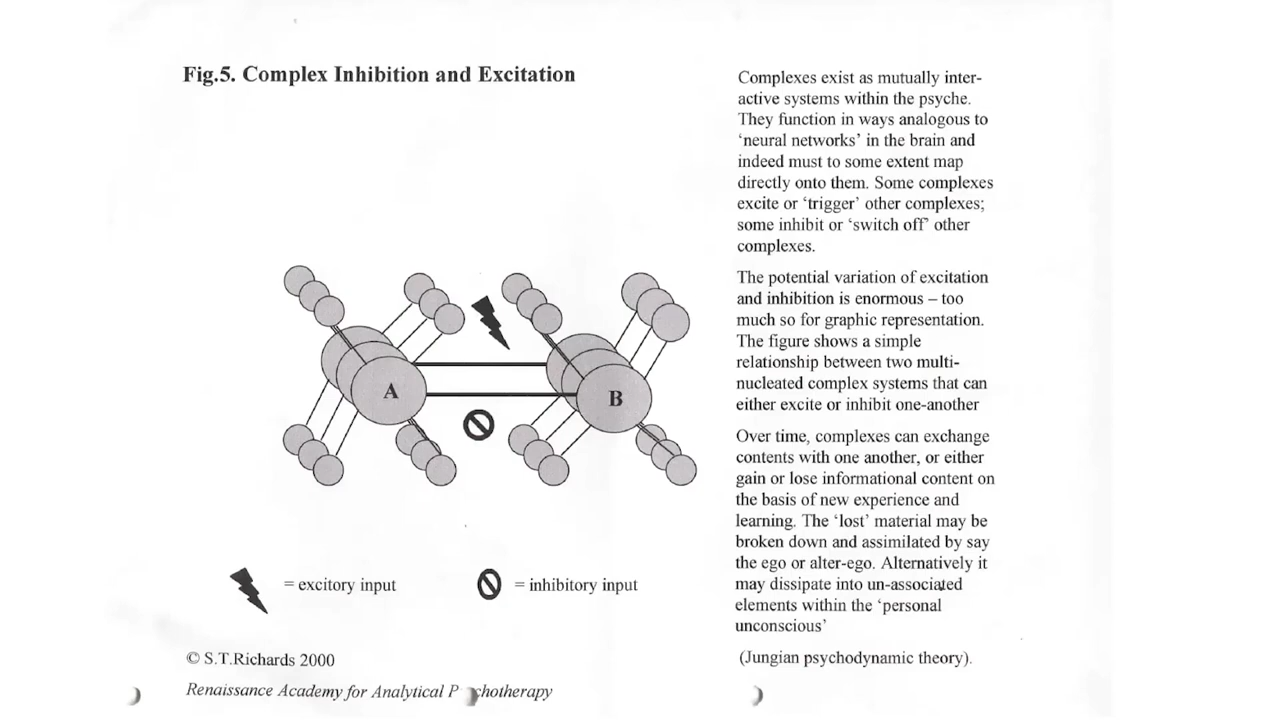 Fig.5. Complex Inhibition and Excitation
A
B
= excitory input
= inhibitory input
© S.T.Richards 2000
Renaissance Academy for Analytical P chotherapy
Complexes exist as mutually inter-
active systems within the psyche.
They function in ways analogous to
‘neural networks’ in the brain and
indeed must to some extent map
directly onto them. Some complexes
excite or ‘trigger’ other complexes;
some inhibit or ‘switch off’ other
complexes.
The potential variation of excitation
and inhibition is enormous – too
much so for graphic representation.
The figure shows a simple
relationship between two multi-
nucleated complex systems that can
either excite or inhibit one-another
Over time, complexes can exchange
contents with one another, or either
gain or lose informational content on
the basis of new experience and
learning. The ‘lost’ material may be
broken down and assimilated by say
the ego or alter-ego. Alternatively it
may dissipate into un-associated
elements within the ‘personal
unconscious’
(Jungian psychodynamic theory).